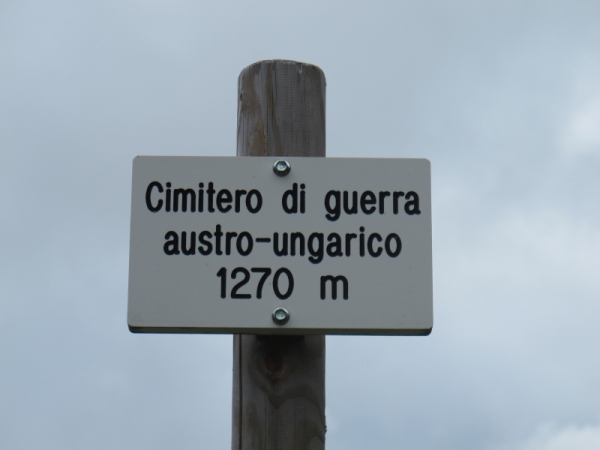 Cimitero di guerra
austro-ungarico
1270 m